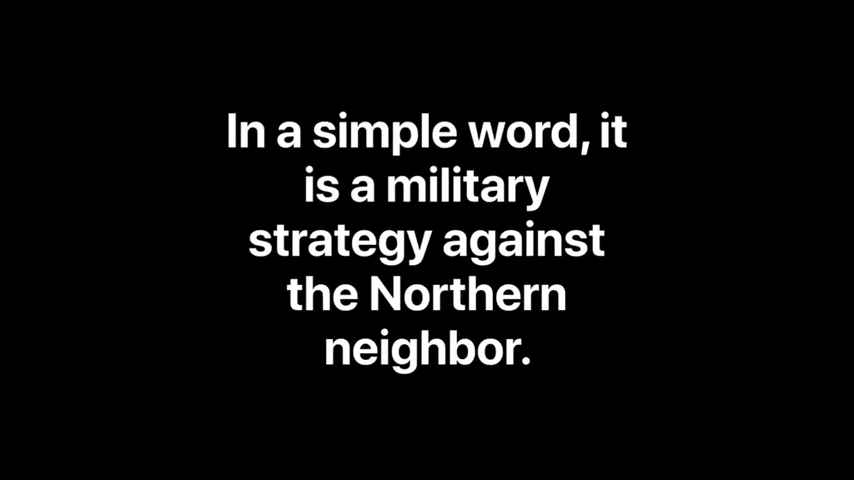 In a simple word, it
is a military
strategy against
the Northern
neighbor.